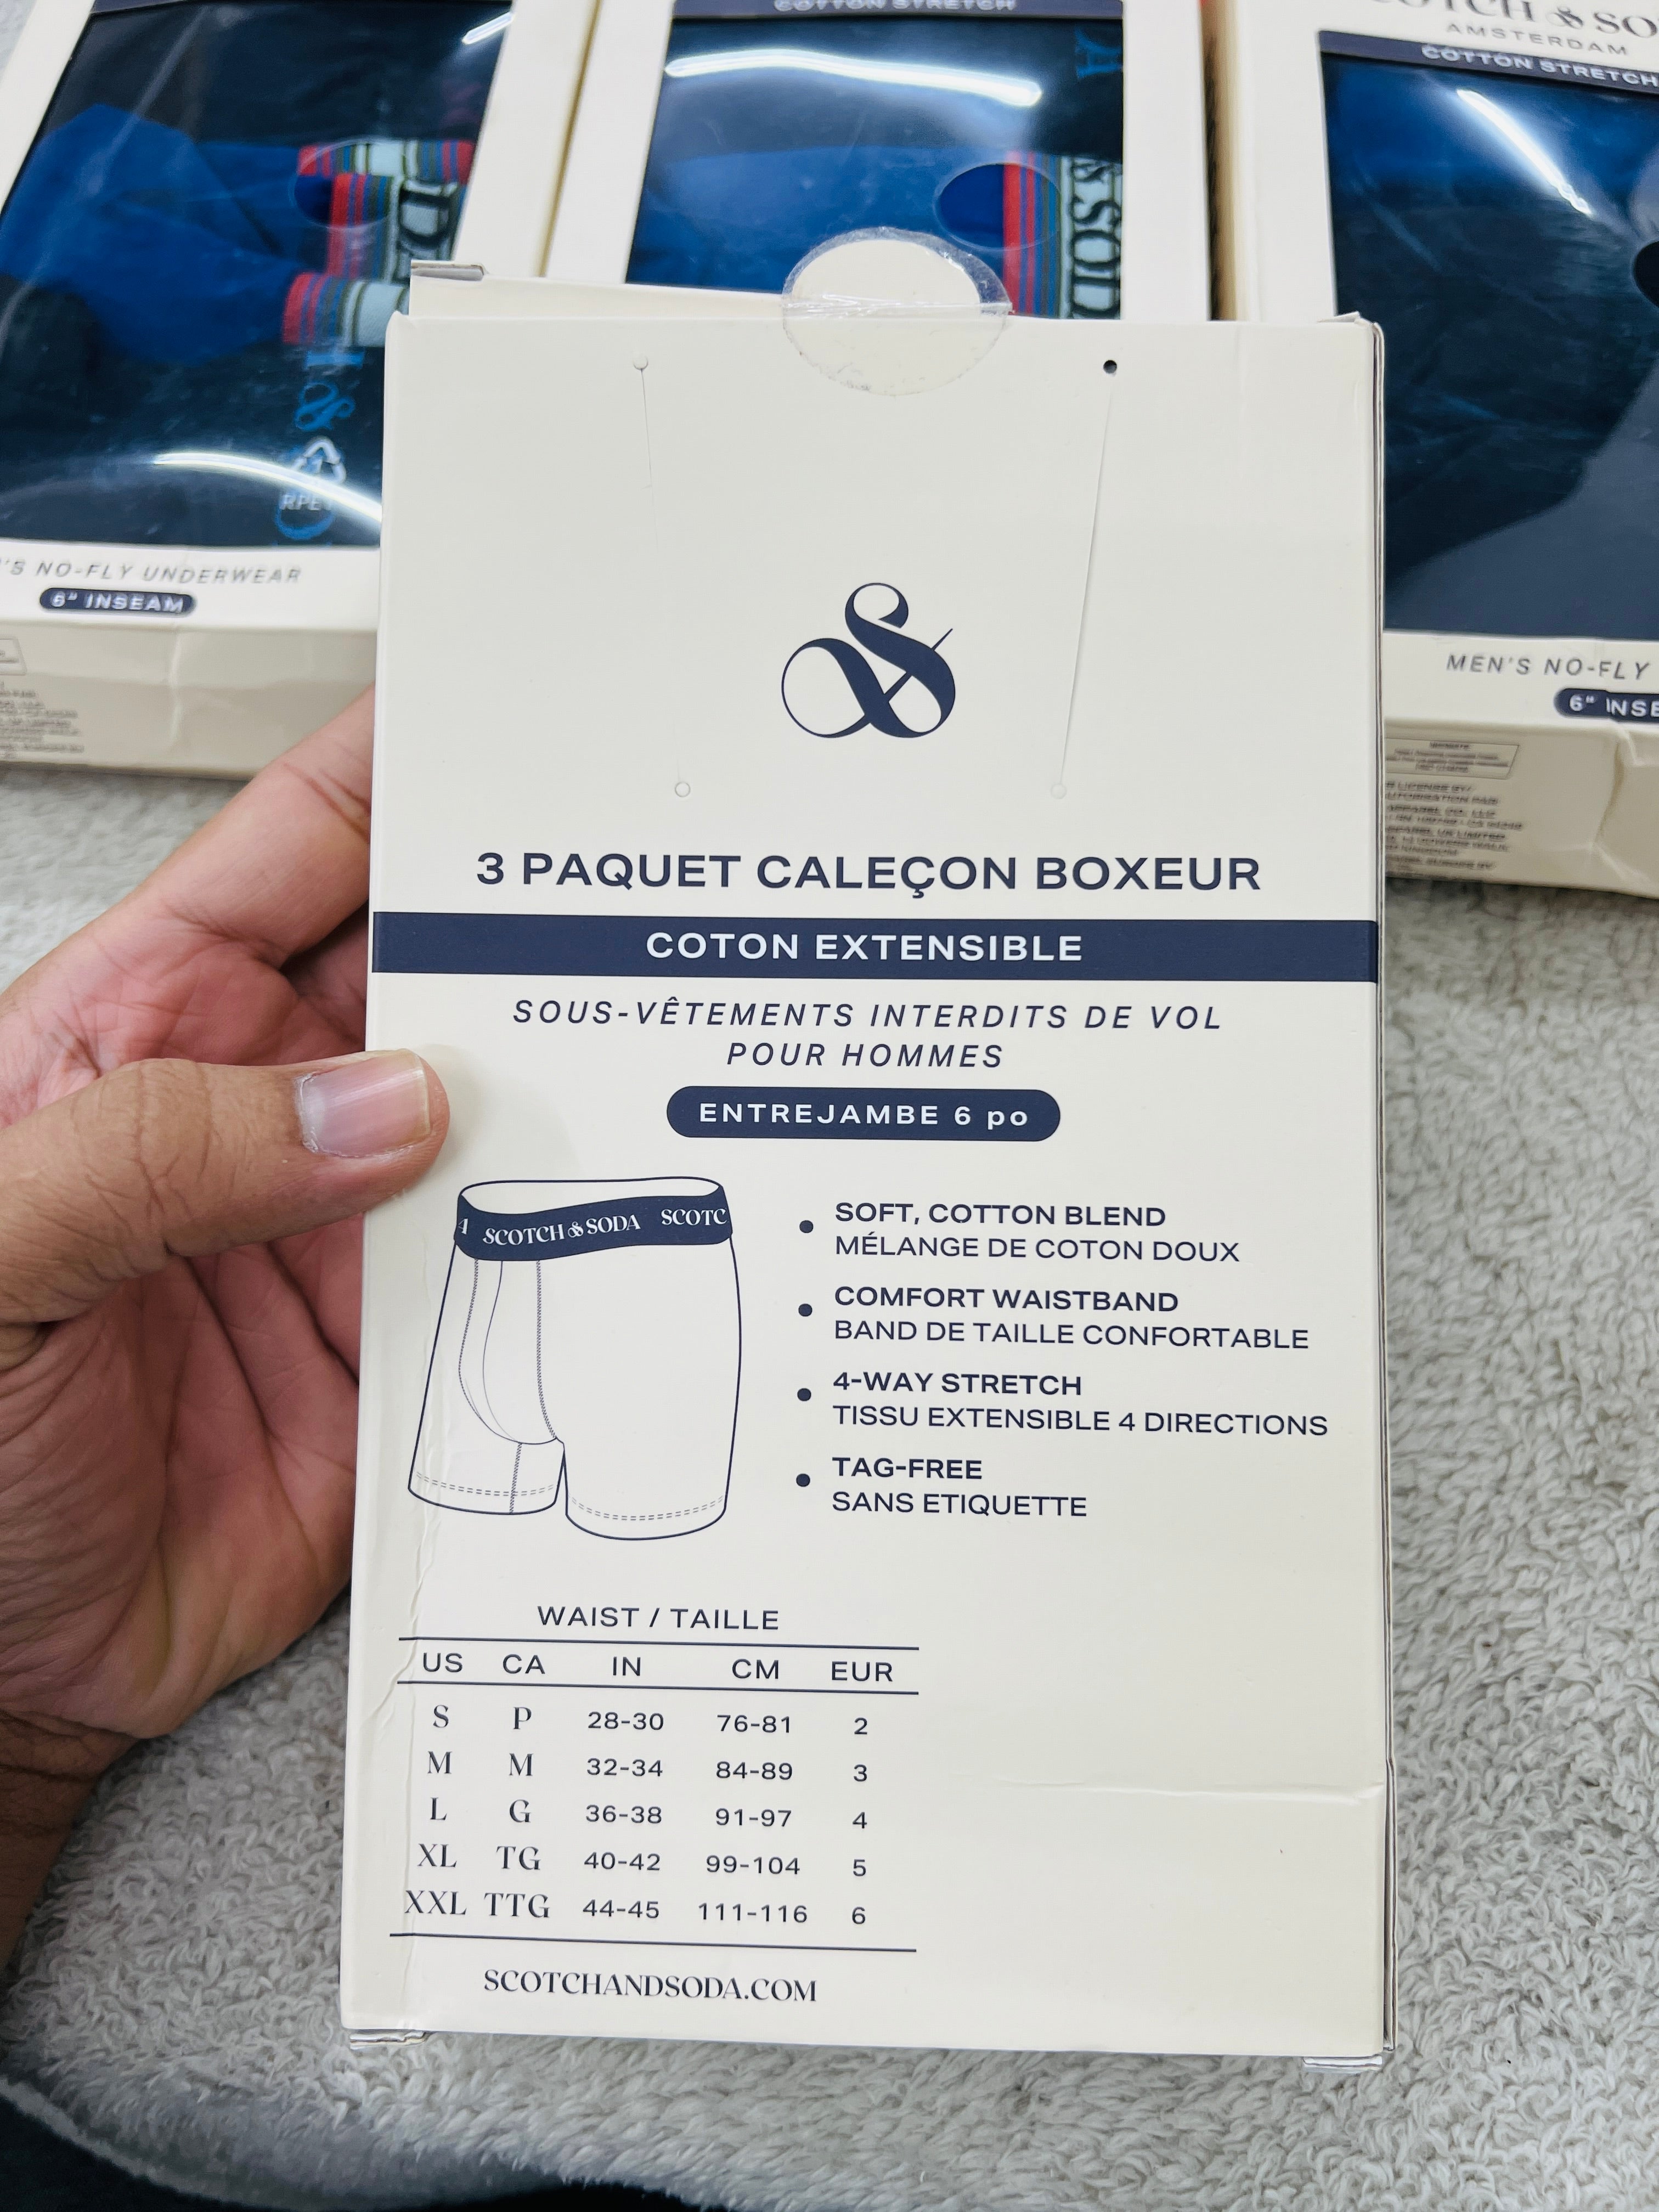 COTTON STRETCH
& SOD
DA
&
RPET
'S NO-FLY UNDERWEAR
6" INSEAM
SCOTCH & SO
AMSTERDAM
COTTON STRETCH
MEN'S NO-FLY
6" INSE
3 PAQUET CALEÇON BOXEUR
COTON EXTENSIBLE
SOUS-VÊTEMENTS INTERDITS DE VOL
POUR HOMMES
ENTREJAMBE 6 po
A SCOTCH & SODA SCOTC
SOFT, COTTON BLEND
MÉLANGE DE COTON DOUX
COMFORT WAISTBAND
BAND DE TAILLE CONFORTABLE
4-WAY STRETCH
TISSU EXTENSIBLE 4 DIRECTIONS
TAG-FREE
SANS ETIQUETTE
WAIST / TAILLE
US CA IN CM EUR
S P 28-30 76-81 2
M M 32-34 84-89 3
L G 36-38 91-97 4
XL TG 40-42 99-104 5
XXL TTG 44-45 111-116 6
SCOTCHANDSODA.COM